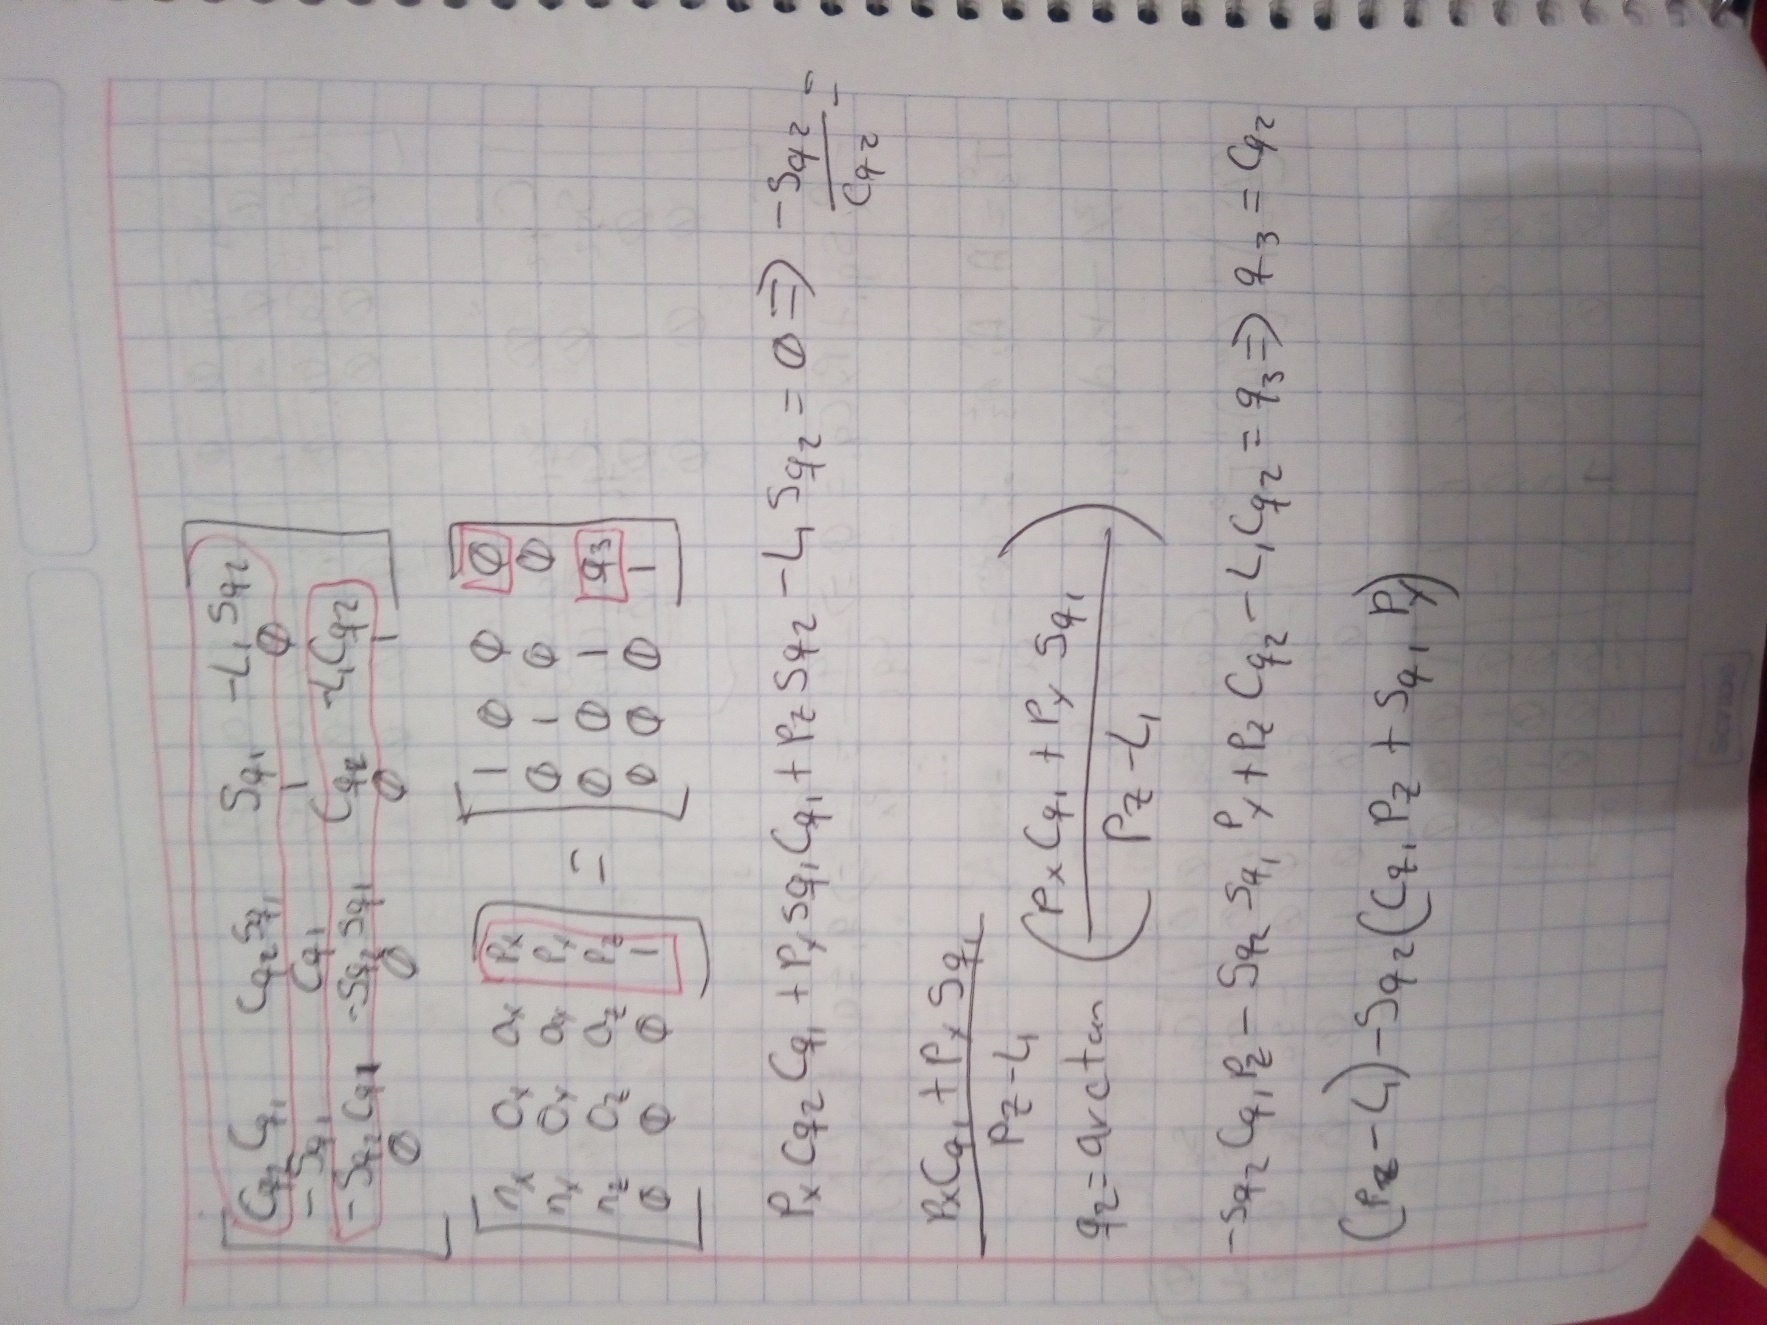 Cq2 Cq1 Cq2 Sq1 Sq1 -L1 Sq2
-Sq1 Cq1 1 0
-Sq2 Cq1 -Sq2 Sq1 Cq2 -L1 Cq2
0 0 0 1
nx ox ax Px 1 0 0 0
ny oy ay Py = 0 1 0 0
nz oz az Pz 0 0 1 q3
0 0 0 1 0 0 0 1
Px Cq2 Cq1 + Py Sq1 Cq1 + Pz Sq2 - L1 Sq2 = 0 ⇒ -Sq2/Cq2 =
Px Cq1 + Py Sq1
Pz - L1
q2 = arctan (Px Cq1 + Py Sq1 / Pz - L1)
-Sq2 Cq1 Pz - Sq2 Sq1 Py + Pz Cq2 - L1 Cq2 = q3 ⇒ q3 = Cq2
(Pz - L1) - Sq2 (Cq1 Pz + Sq1 Py)
Scribe